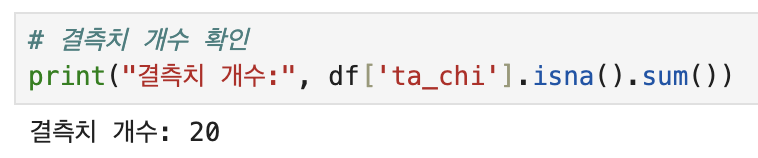 # 결측치 개수 확인
print("결측치 개수:", df['ta_chi'].isna().sum())
결측치 개수: 20